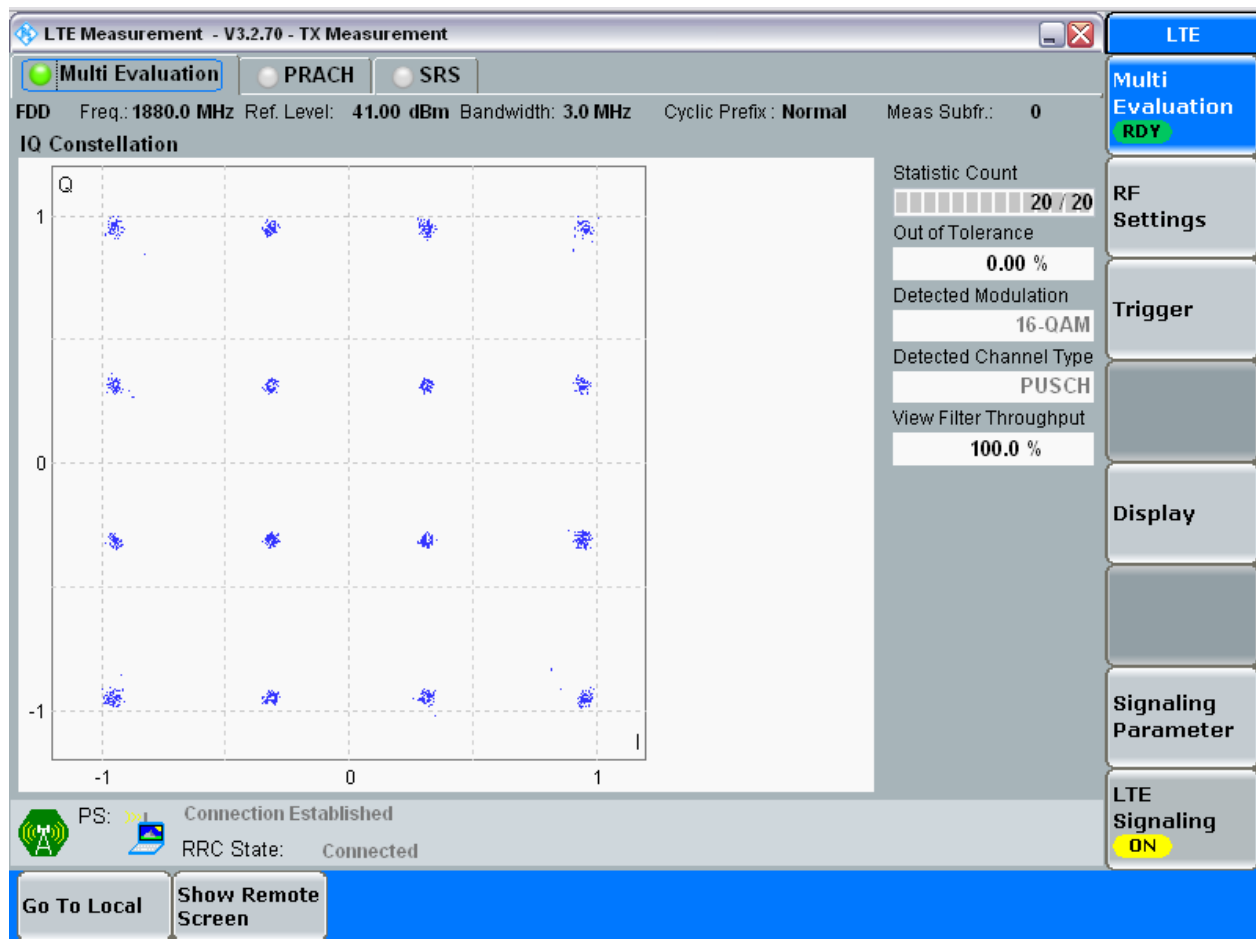 LTE Measurement - V3.2.70 - TX Measurement
LTE
Multi Evaluation PRACH SRS
Multi
Evaluation
RDY
FDD Freq.: 1880.0 MHz Ref. Level: 41.00 dBm Bandwidth: 3.0 MHz Cyclic Prefix : Normal Meas Subfr.: 0
IQ Constellation
Q
1
0
-1
I
-1 0 1
Statistic Count
20 / 20
Out of Tolerance
0.00 %
Detected Modulation
16-QAM
Detected Channel Type
PUSCH
View Filter Throughput
100.0 %
RF
Settings
Trigger
Display
Signaling
Parameter
LTE
Signaling
ON
PS: Connection Established
RRC State: Connected
Go To Local
Show Remote
Screen